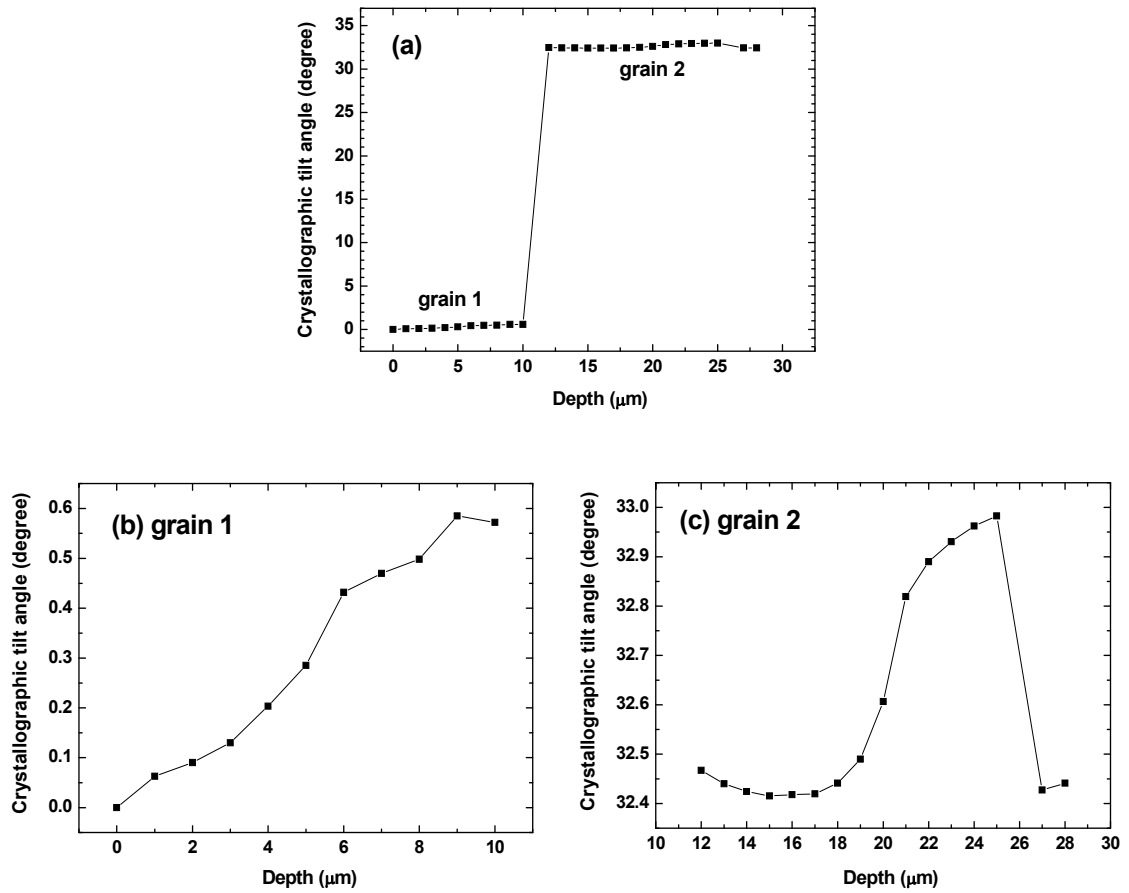 (a)
Crystallographic tilt angle (degree)
35
30
25
20
15
10
5
0
grain 2
grain 1
0 5 10 15 20 25 30
Depth (μm)
(b) grain 1
Crystallographic tilt angle (degree)
0.6
0.5
0.4
0.3
0.2
0.1
0.0
0 2 4 6 8 10
Depth (μm)
(c) grain 2
Crystallographic tilt angle (degree)
33.0
32.9
32.8
32.7
32.6
32.5
32.4
10 12 14 16 18 20 22 24 26 28 30
Depth (μm)